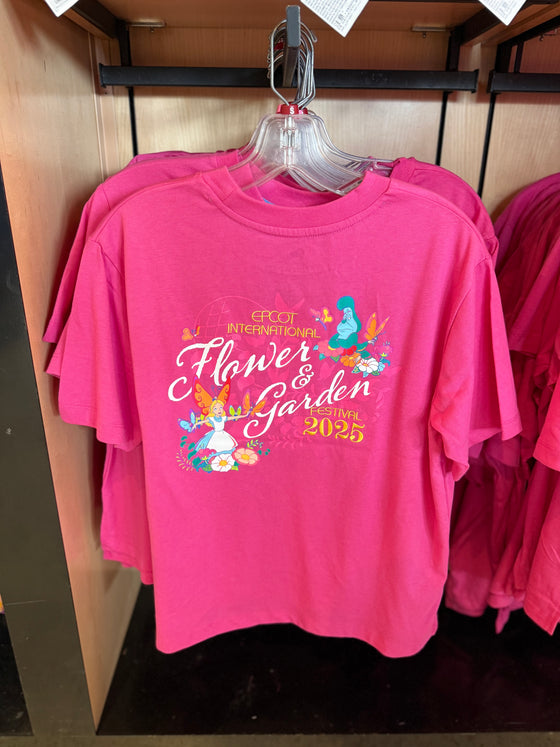 EPCOT
INTERNATIONAL
Flower
&
Garden
FESTIVAL
2025